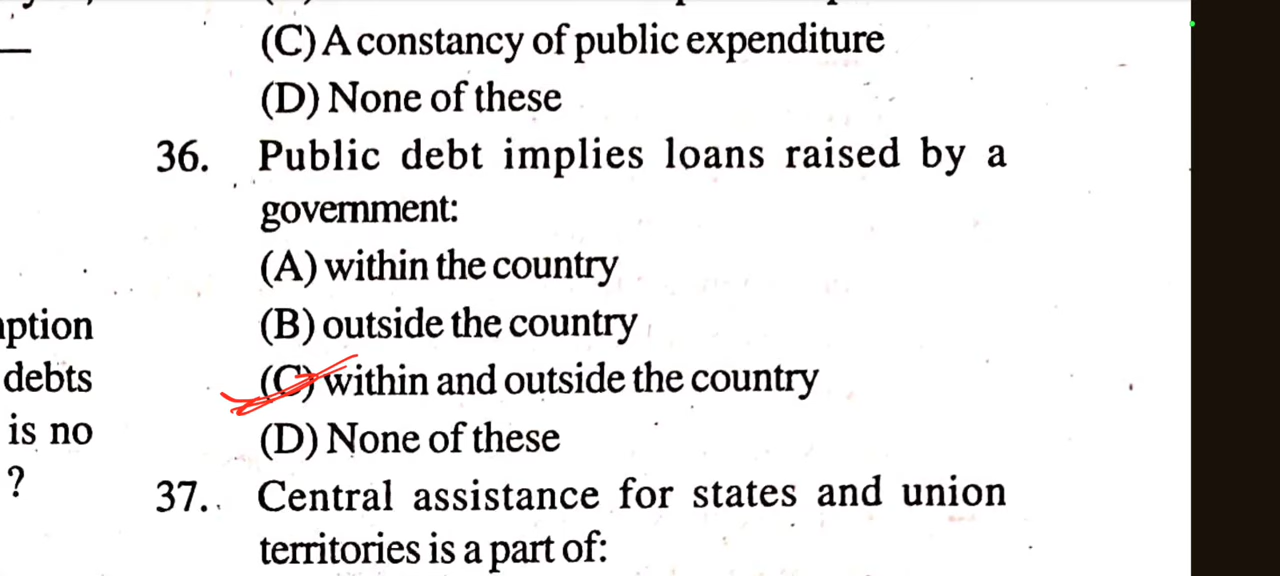 (C) A constancy of public expenditure
(D) None of these
36. Public debt implies loans raised by a
government:
(A) within the country
(B) outside the country
(C) within and outside the country
(D) None of these
37. Central assistance for states and union
territories is a part of:
debts
is no
?